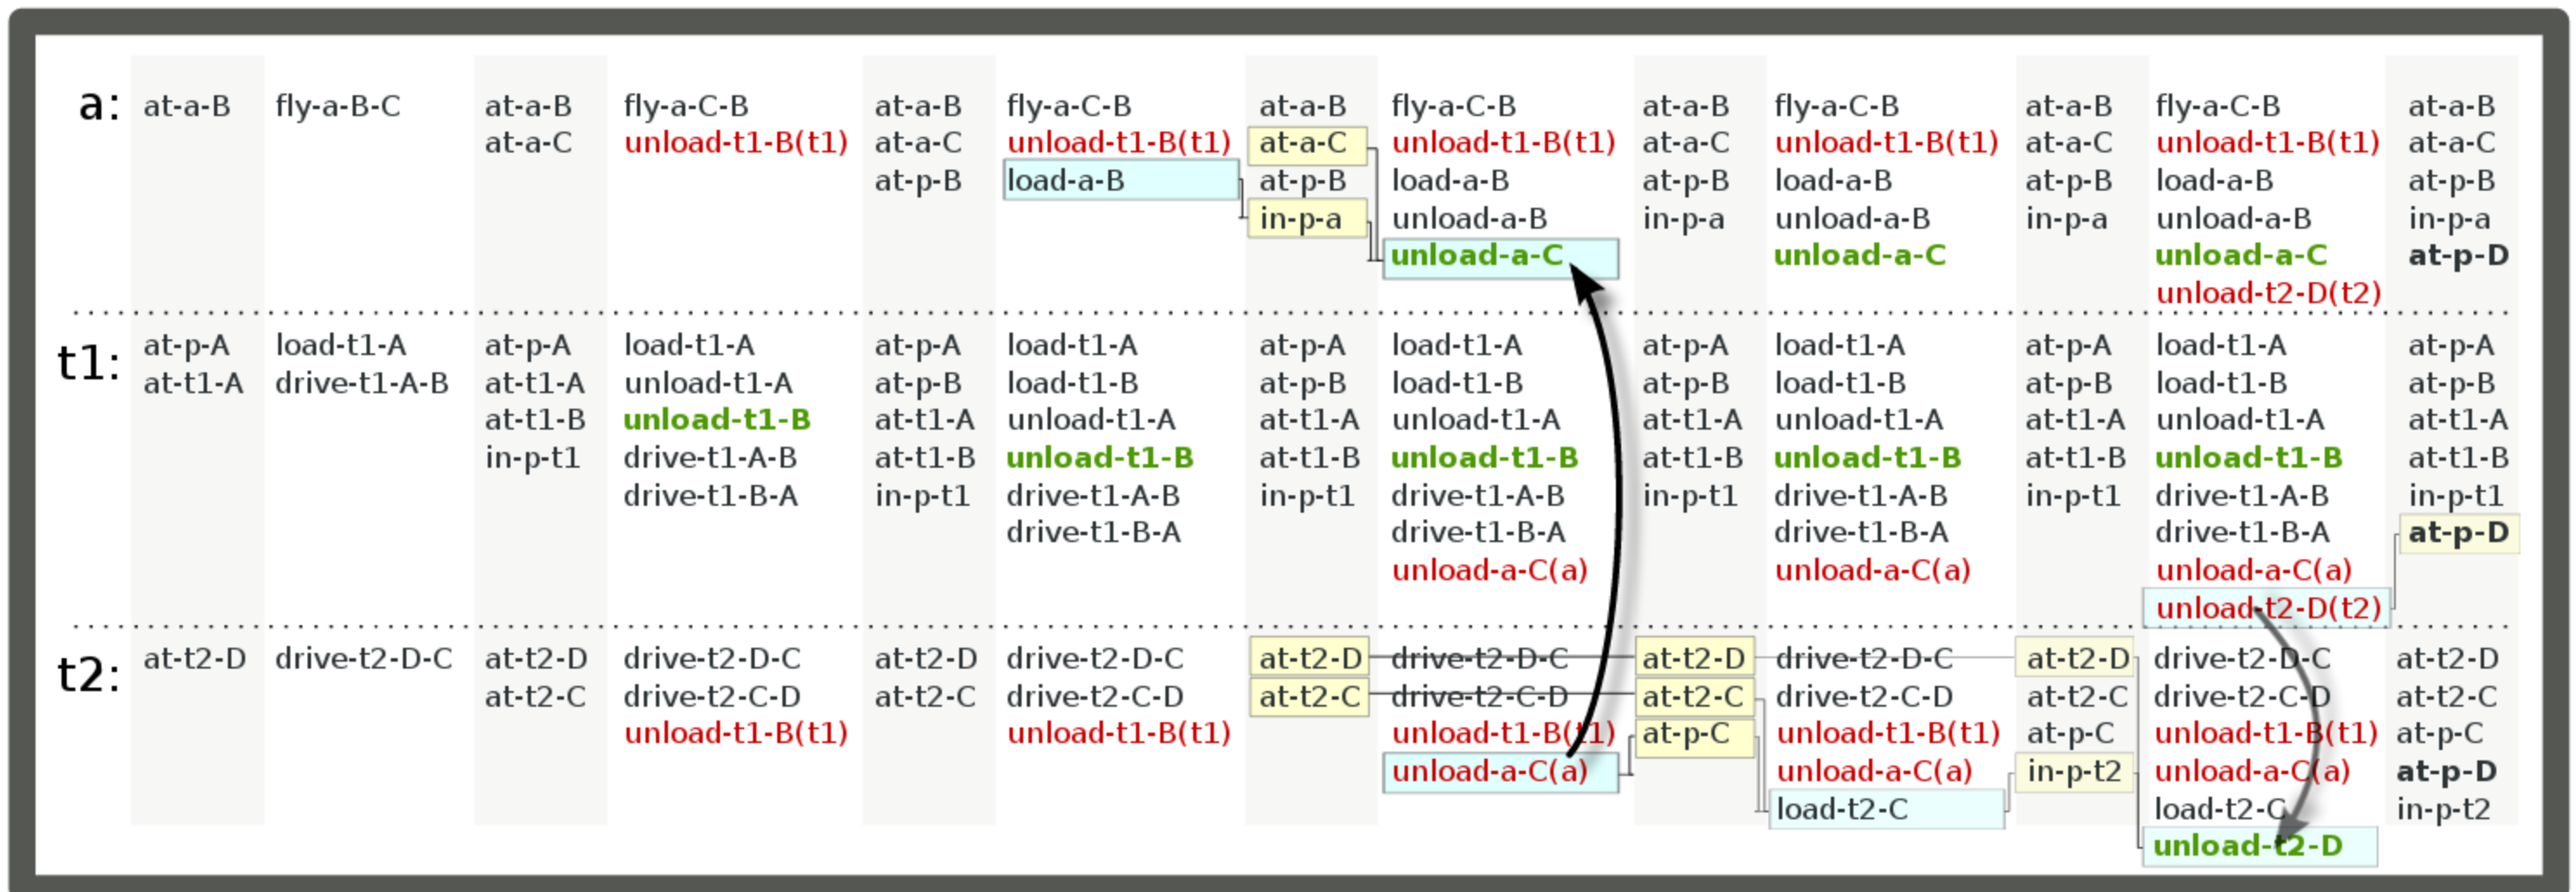 a: at-a-B fly-a-B-C at-a-B fly-a-C-B at-a-B fly-a-C-B at-a-B fly-a-C-B at-a-B fly-a-C-B at-a-B fly-a-C-B at-a-B
at-a-C unload-t1-B(t1) at-a-C unload-t1-B(t1) at-a-C unload-t1-B(t1) at-a-C unload-t1-B(t1) at-a-C unload-t1-B(t1) at-a-C
at-p-B load-a-B at-p-B load-a-B at-p-B load-a-B at-p-B load-a-B at-p-B
in-p-a unload-a-B in-p-a unload-a-B in-p-a unload-a-B in-p-a
unload-a-C unload-a-C unload-a-C at-p-D
unload-t2-D(t2)
t1: at-p-A load-t1-A at-p-A load-t1-A at-p-A load-t1-A at-p-A load-t1-A at-p-A load-t1-A at-p-A load-t1-A at-p-A
at-t1-A drive-t1-A-B at-t1-A unload-t1-A at-p-B load-t1-B at-p-B load-t1-B at-p-B load-t1-B at-p-B load-t1-B at-p-B
at-t1-B unload-t1-B at-t1-A unload-t1-A at-t1-A unload-t1-A at-t1-A unload-t1-A at-t1-A unload-t1-A at-t1-A
in-p-t1 drive-t1-A-B at-t1-B unload-t1-B at-t1-B unload-t1-B at-t1-B unload-t1-B at-t1-B unload-t1-B at-t1-B
drive-t1-B-A in-p-t1 drive-t1-A-B in-p-t1 drive-t1-A-B in-p-t1 drive-t1-A-B in-p-t1 drive-t1-A-B in-p-t1
drive-t1-B-A drive-t1-B-A drive-t1-B-A drive-t1-B-A at-p-D
unload-a-C(a) unload-a-C(a) unload-a-C(a)
unload-t2-D(t2)
t2: at-t2-D drive-t2-D-C at-t2-D drive-t2-D-C at-t2-D drive-t2-D-C at-t2-D drive-t2-D-C at-t2-D drive-t2-D-C at-t2-D drive-t2-D-C at-t2-D
at-t2-C drive-t2-C-D at-t2-C drive-t2-C-D at-t2-C drive-t2-C-D at-t2-C drive-t2-C-D at-t2-C drive-t2-C-D at-t2-C
unload-t1-B(t1) unload-t1-B(t1) unload-t1-B(t1) at-p-C unload-t1-B(t1) at-p-C unload-t1-B(t1) at-p-C
unload-a-C(a) unload-a-C(a) in-p-t2 unload-a-C(a) at-p-D
load-t2-C load-t2-C in-p-t2
unload-t2-D